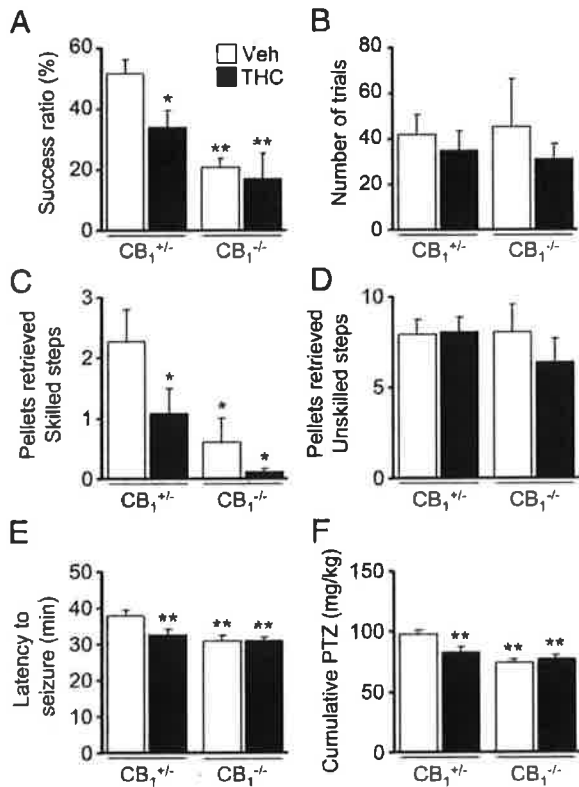 A
Success ratio (%)
60
40
20
0
Veh
THC
*
**
**
CB₁⁺/⁻
CB₁⁻/⁻
B
Number of trials
80
60
40
20
0
CB₁⁺/⁻
CB₁⁻/⁻
C
Pellets retrieved
Skilled steps
3
2
1
0
*
*
*
CB₁⁺/⁻
CB₁⁻/⁻
D
Pellets retrieved
Unskilled steps
10
5
0
CB₁⁺/⁻
CB₁⁻/⁻
E
Latency to
seizure (min)
50
40
30
20
10
0
**
**
**
CB₁⁺/⁻
CB₁⁻/⁻
F
Cumulative PTZ (mg/kg)
150
100
50
0
**
**
**
CB₁⁺/⁻
CB₁⁻/⁻